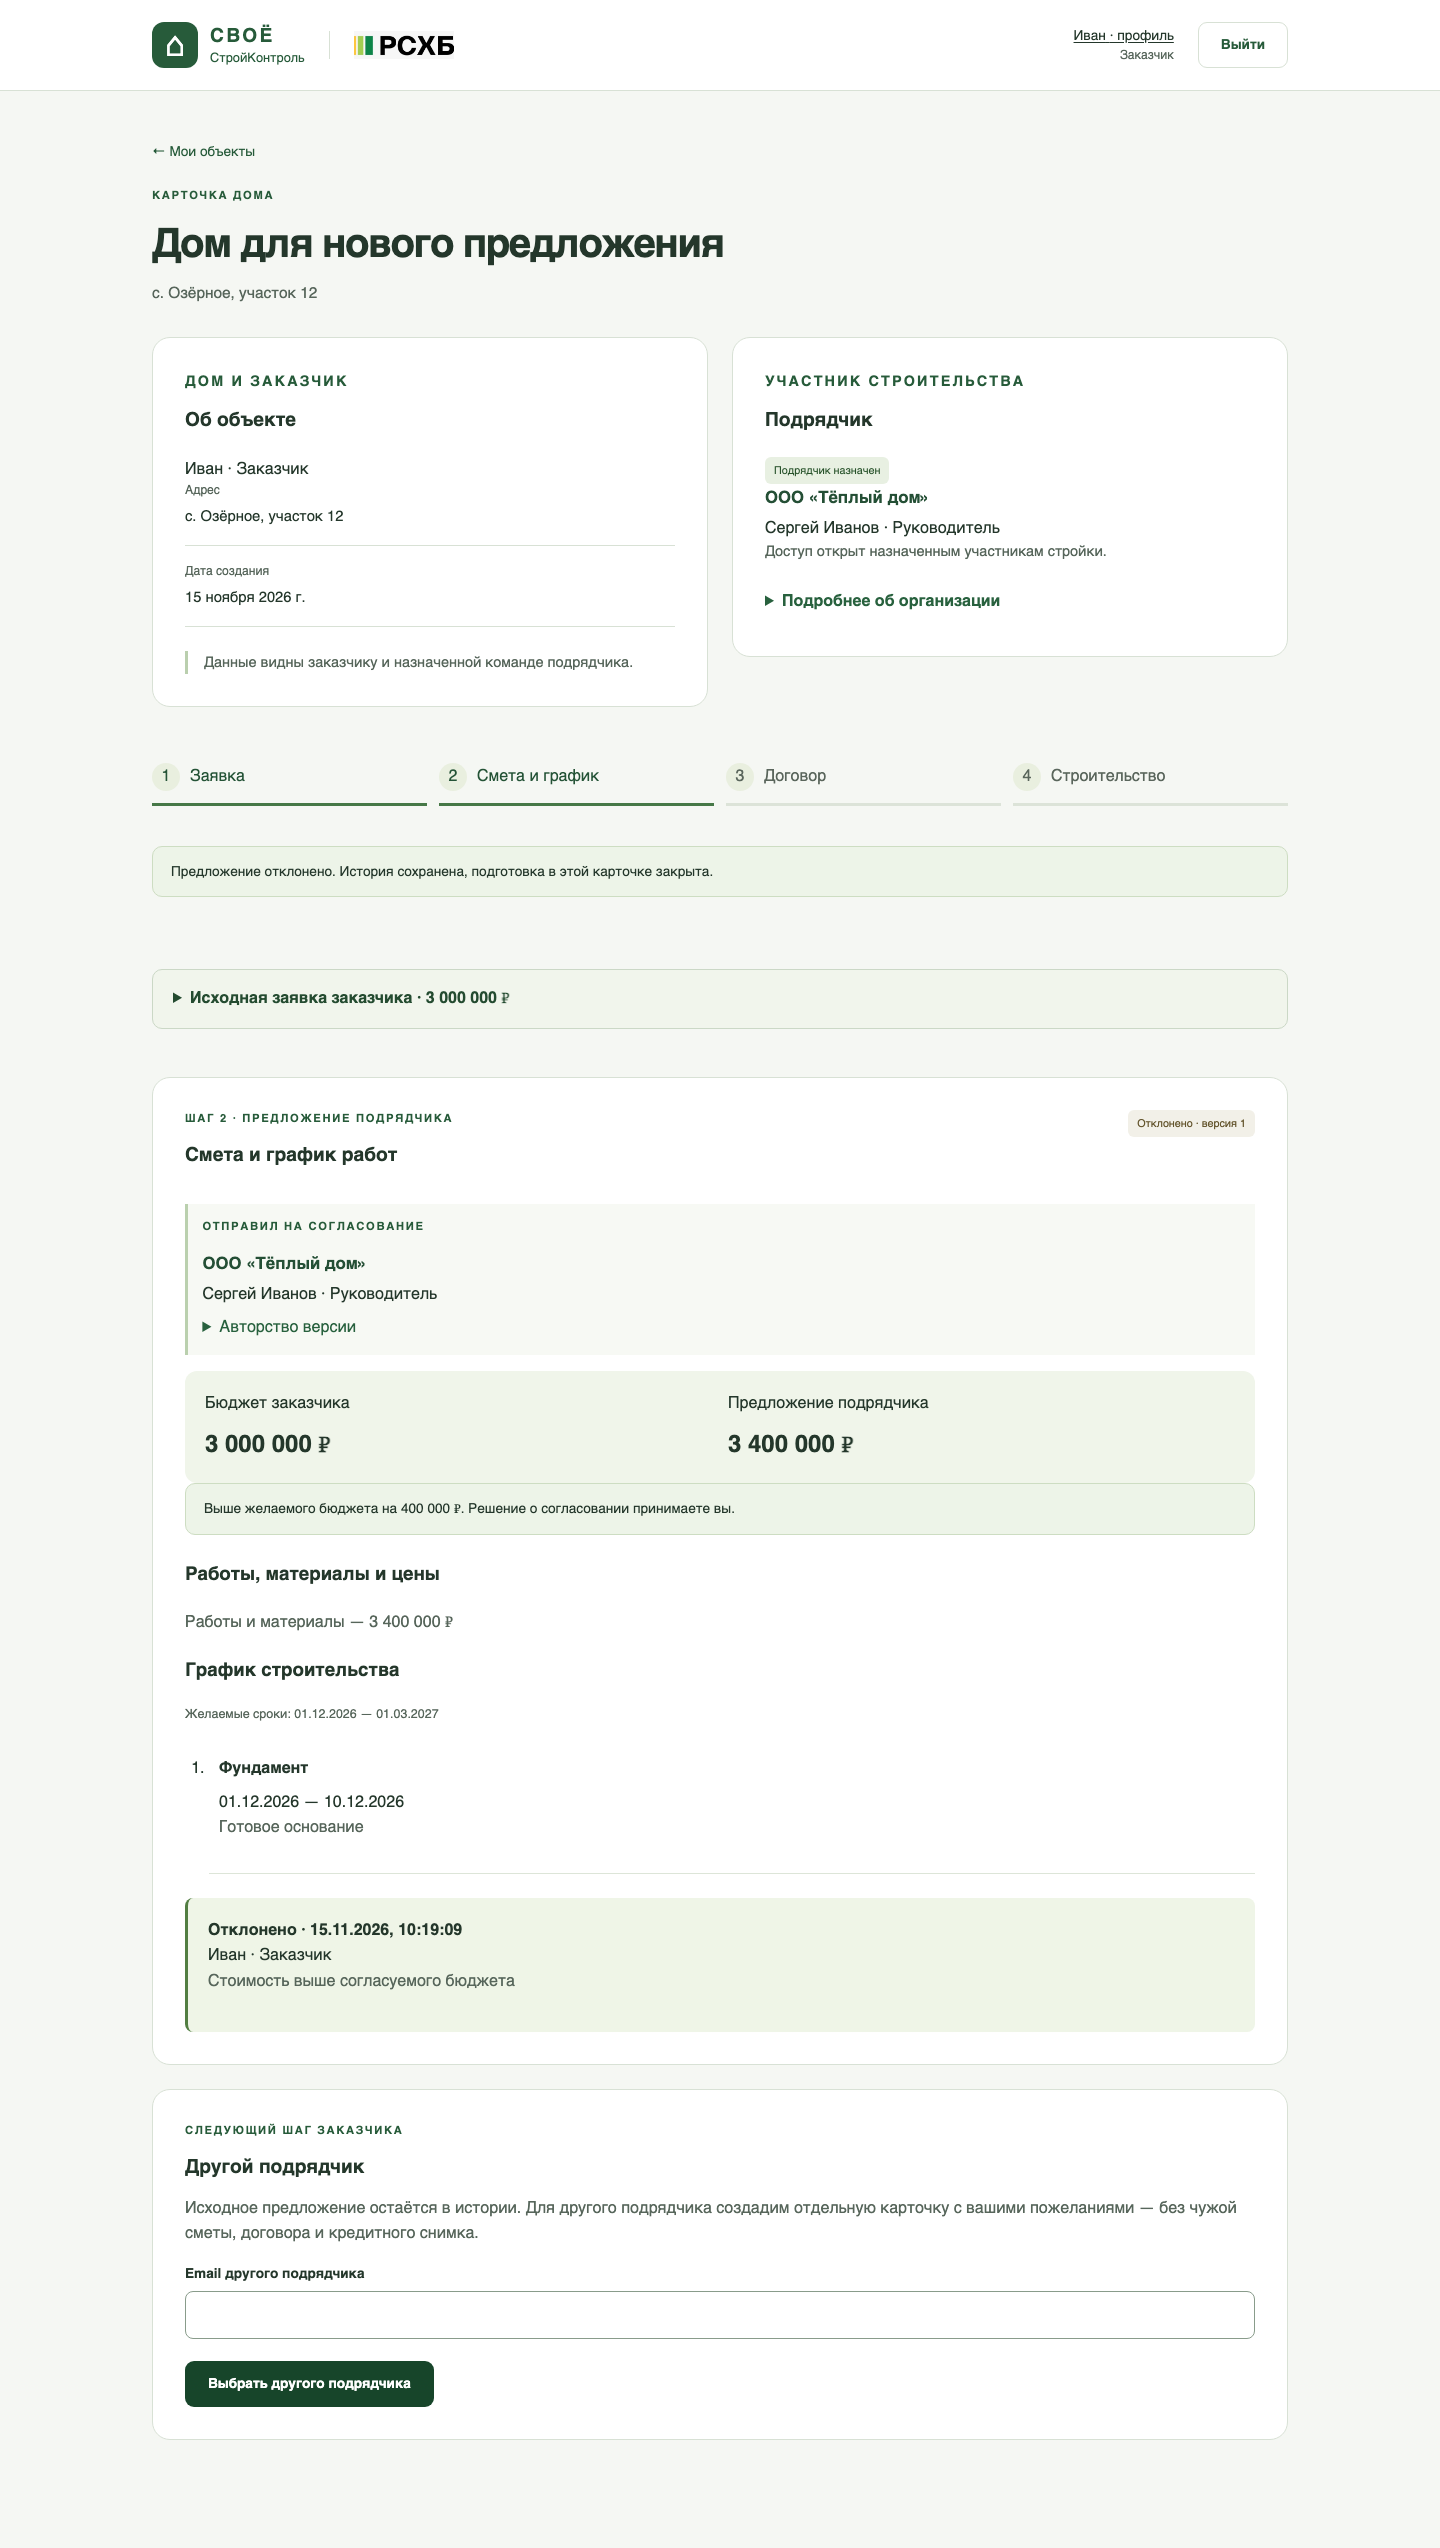 СВОЁ
СтройКонтроль
РСХБ
Иван · профиль
Заказчик
Выйти
← Мои объекты
КАРТОЧКА ДОМА
Дом для нового предложения
с. Озёрное, участок 12
ДОМ И ЗАКАЗЧИК
Об объекте
Иван · Заказчик
Адрес
с. Озёрное, участок 12
Дата создания
15 ноября 2026 г.
Данные видны заказчику и назначенной команде подрядчика.
УЧАСТНИК СТРОИТЕЛЬСТВА
Подрядчик
Подрядчик назначен
ООО «Тёплый дом»
Сергей Иванов · Руководитель
Доступ открыт назначенным участникам стройки.
▶ Подробнее об организации
1 Заявка
2 Смета и график
3 Договор
4 Строительство
Предложение отклонено. История сохранена, подготовка в этой карточке закрыта.
▶ Исходная заявка заказчика · 3 000 000 ₽
ШАГ 2 · ПРЕДЛОЖЕНИЕ ПОДРЯДЧИКА
Отклонено · версия 1
Смета и график работ
ОТПРАВИЛ НА СОГЛАСОВАНИЕ
ООО «Тёплый дом»
Сергей Иванов · Руководитель
▶ Авторство версии
Бюджет заказчика
3 000 000 ₽
Предложение подрядчика
3 400 000 ₽
Выше желаемого бюджета на 400 000 ₽. Решение о согласовании принимаете вы.
Работы, материалы и цены
Работы и материалы — 3 400 000 ₽
График строительства
Желаемые сроки: 01.12.2026 — 01.03.2027
1. Фундамент
01.12.2026 — 10.12.2026
Готовое основание
Отклонено · 15.11.2026, 10:19:09
Иван · Заказчик
Стоимость выше согласуемого бюджета
СЛЕДУЮЩИЙ ШАГ ЗАКАЗЧИКА
Другой подрядчик
Исходное предложение остаётся в истории. Для другого подрядчика создадим отдельную карточку с вашими пожеланиями — без чужой
сметы, договора и кредитного снимка.
Email другого подрядчика
Выбрать другого подрядчика